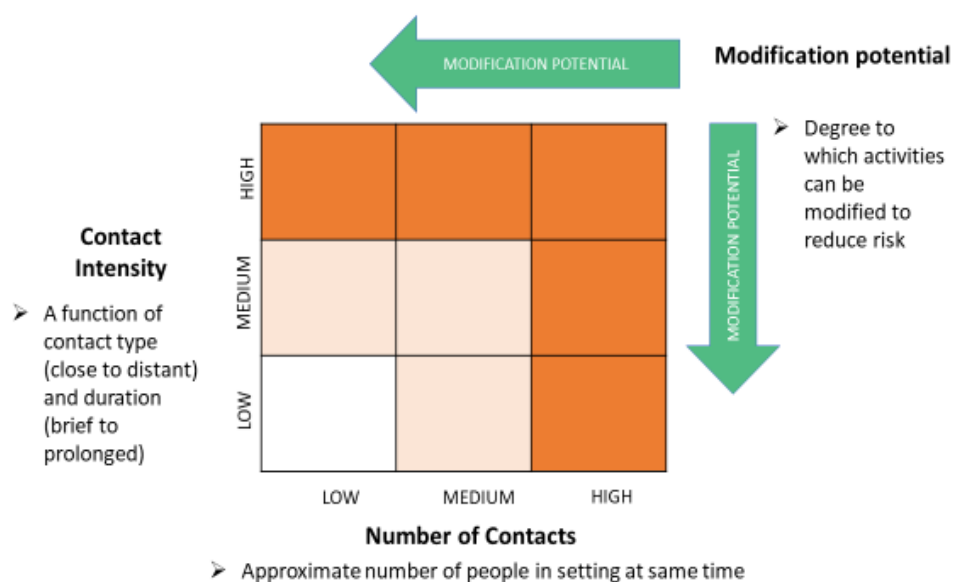 MODIFICATION POTENTIAL
Modification potential
➢ Degree to
which activities
can be
modified to
reduce risk
MODIFICATION POTENTIAL
HIGH
MEDIUM
LOW
Contact
Intensity
➢ A function of
contact type
(close to distant)
and duration
(brief to
prolonged)
LOW
MEDIUM
HIGH
Number of Contacts
➢ Approximate number of people in setting at same time